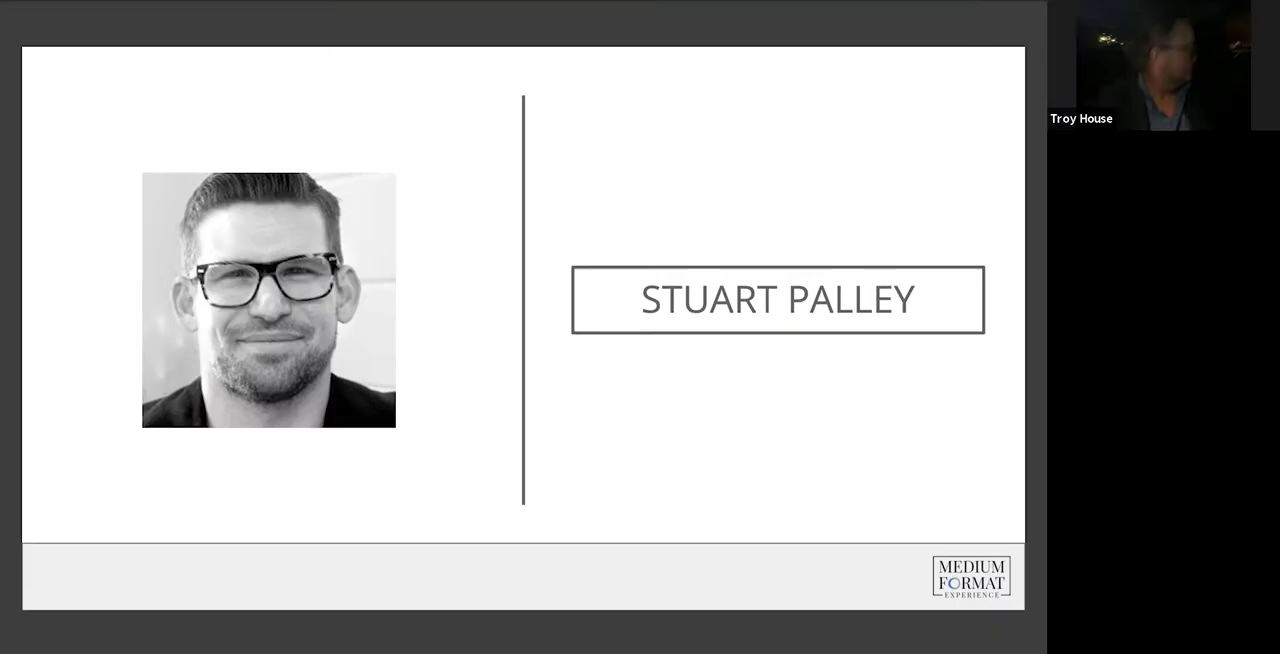 STUART PALLEY
MEDIUM
FORMAT
EXPERIENCE
Troy House